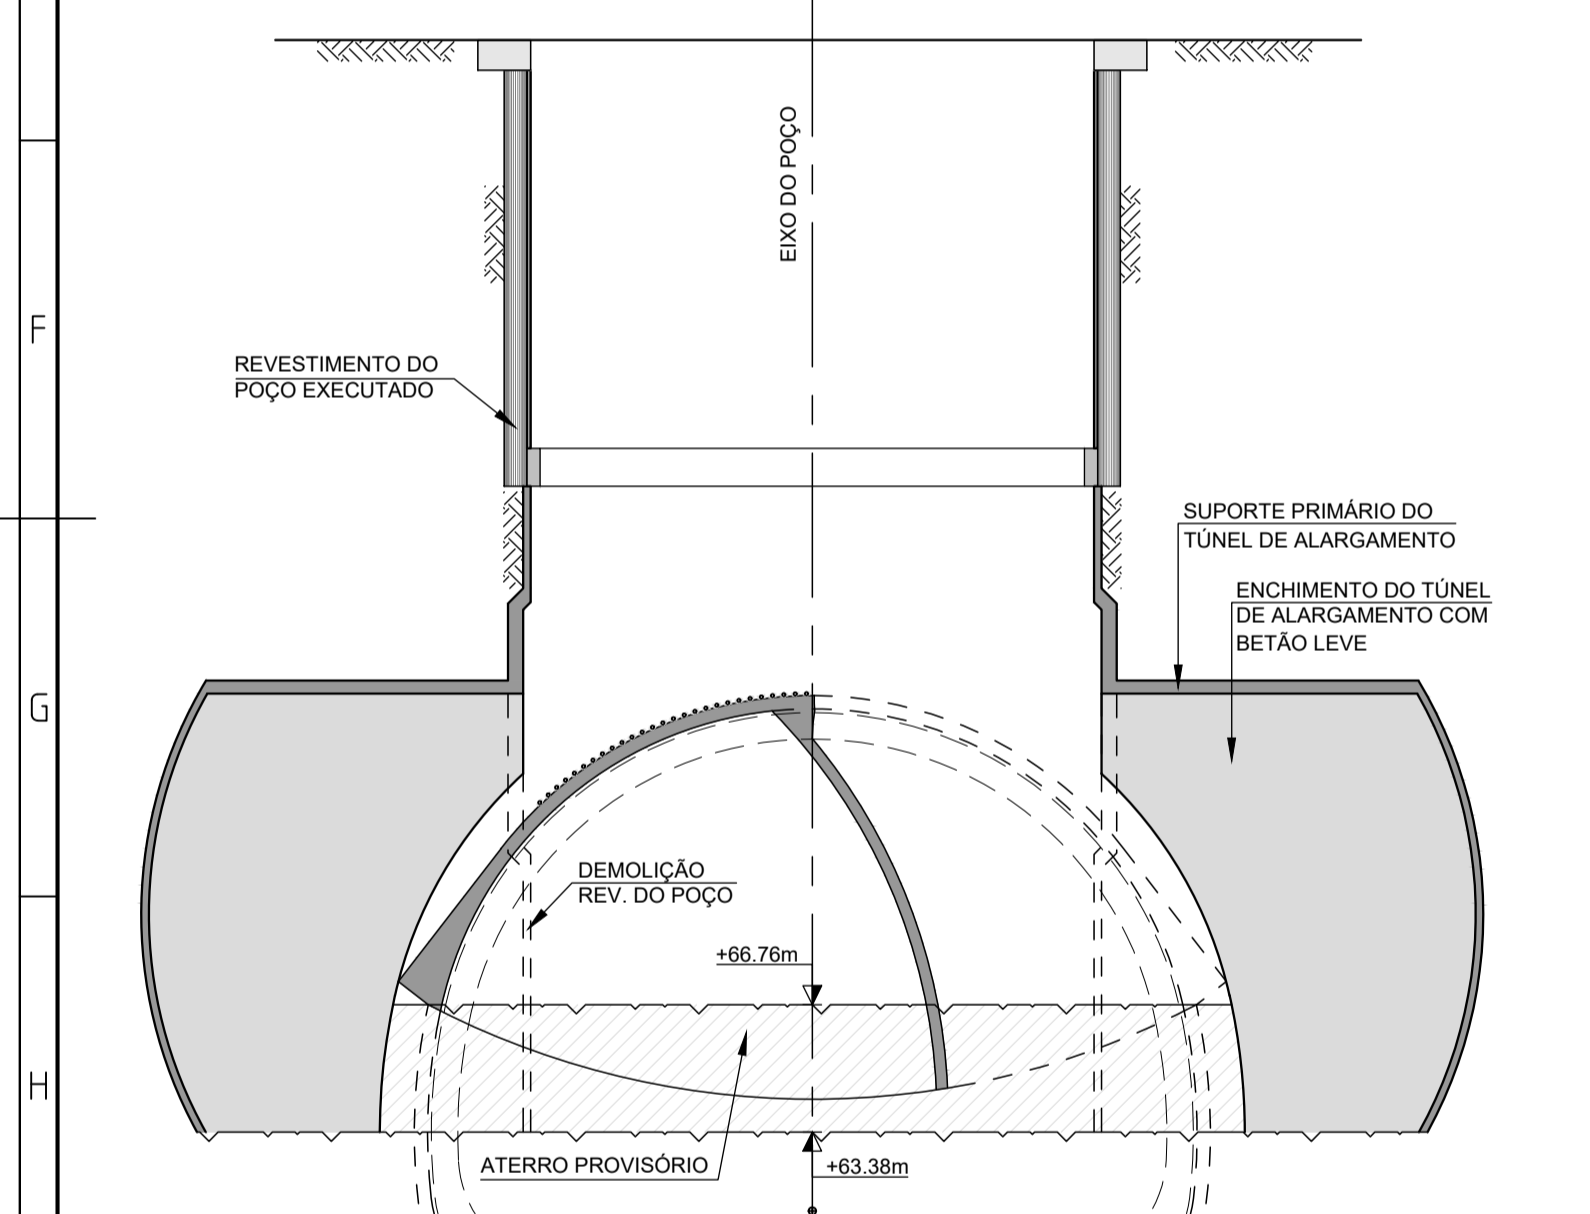 EIXO DO POÇO
F
REVESTIMENTO DO
POÇO EXECUTADO
SUPORTE PRIMÁRIO DO
TÚNEL DE ALARGAMENTO
ENCHIMENTO DO TÚNEL
DE ALARGAMENTO COM
BETÃO LEVE
G
DEMOLIÇÃO
REV. DO POÇO
+66.76m
H
ATERRO PROVISÓRIO
+63.38m